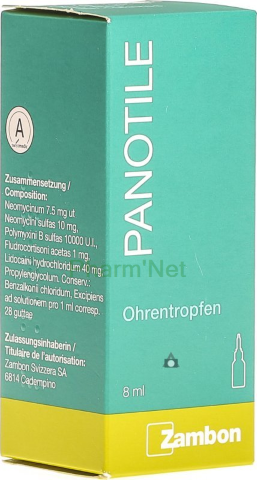 A
Zusammensetzung /
Composition:
Neomycinum 7.5 mg ut
Neomycini sulfas 10 mg,
Polymyxini B sulfas 10000 U.I.,
Fludrocortisoni acetas 1 mg,
Lidocaini hydrochloridum 40 mg,
Propylenglycolum, Conserv.:
Benzalkonii chloridum, Excipiens
ad solutionem pro 1 ml corresp.
28 guttae
Zulassungsinhaberin /
Titulaire de l'autorisation:
Zambon Svizzera SA
6814 Cadempino
PANOTILE
Ohrentropfen
8 ml
Zambon
Pharm'Net